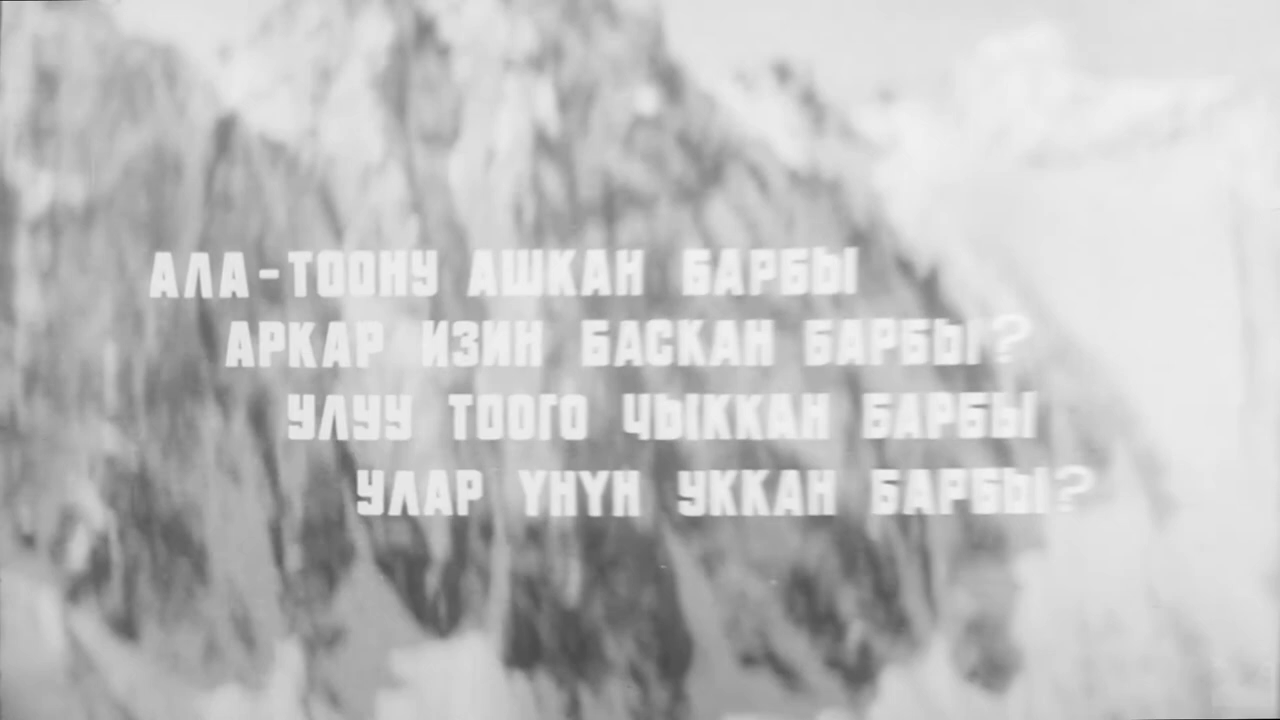 АЛА-ТООНУ АШКАН БАРБЫ
АРКАР ИЗИН БАСКАН БАРБЫ?
УЛУУ ТООГО ЧЫККАН БАРБЫ
УЛАР ҮНҮН УККАН БАРБЫ?